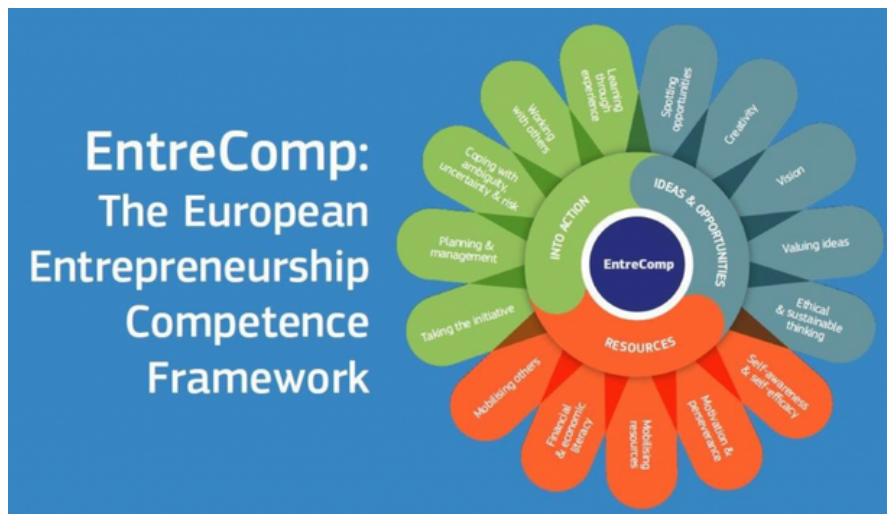 EntreComp:
The European
Entrepreneurship
Competence
Framework
EntreComp
IDEAS & OPPORTUNITIES
RESOURCES
INTO ACTION
Spotting
opportunities
Creativity
Vision
Valuing ideas
Ethical
& sustainable
thinking
Self-awareness
& self-efficacy
Motivation &
perseverance
Mobilising
resources
Financial
& economic
literacy
Mobilising others
Taking the initiative
Planning &
management
Coping with
ambiguity,
uncertainty & risk
Working
with others
Learning
through
experience